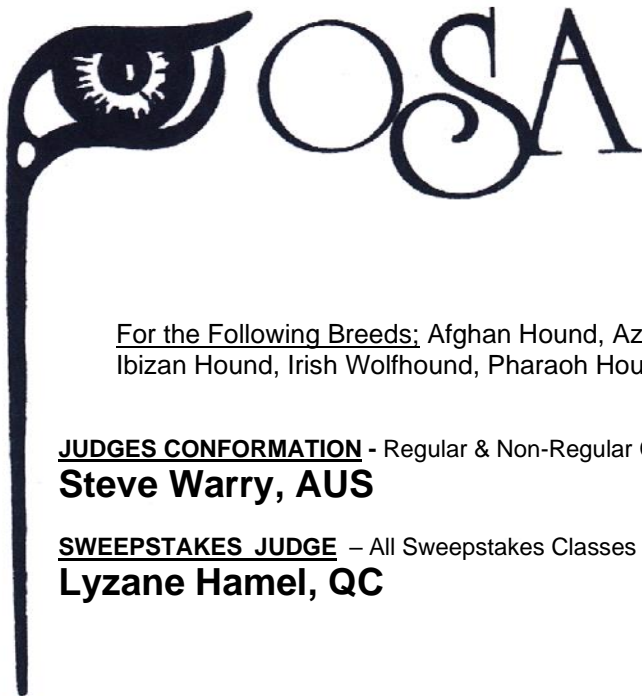 OSA
For the Following Breeds; Afghan Hound, Az
Ibizan Hound, Irish Wolfhound, Pharaoh Hou
JUDGES CONFORMATION - Regular & Non-Regular
Steve Warry, AUS
SWEEPSTAKES JUDGE – All Sweepstakes Classes
Lyzane Hamel, QC